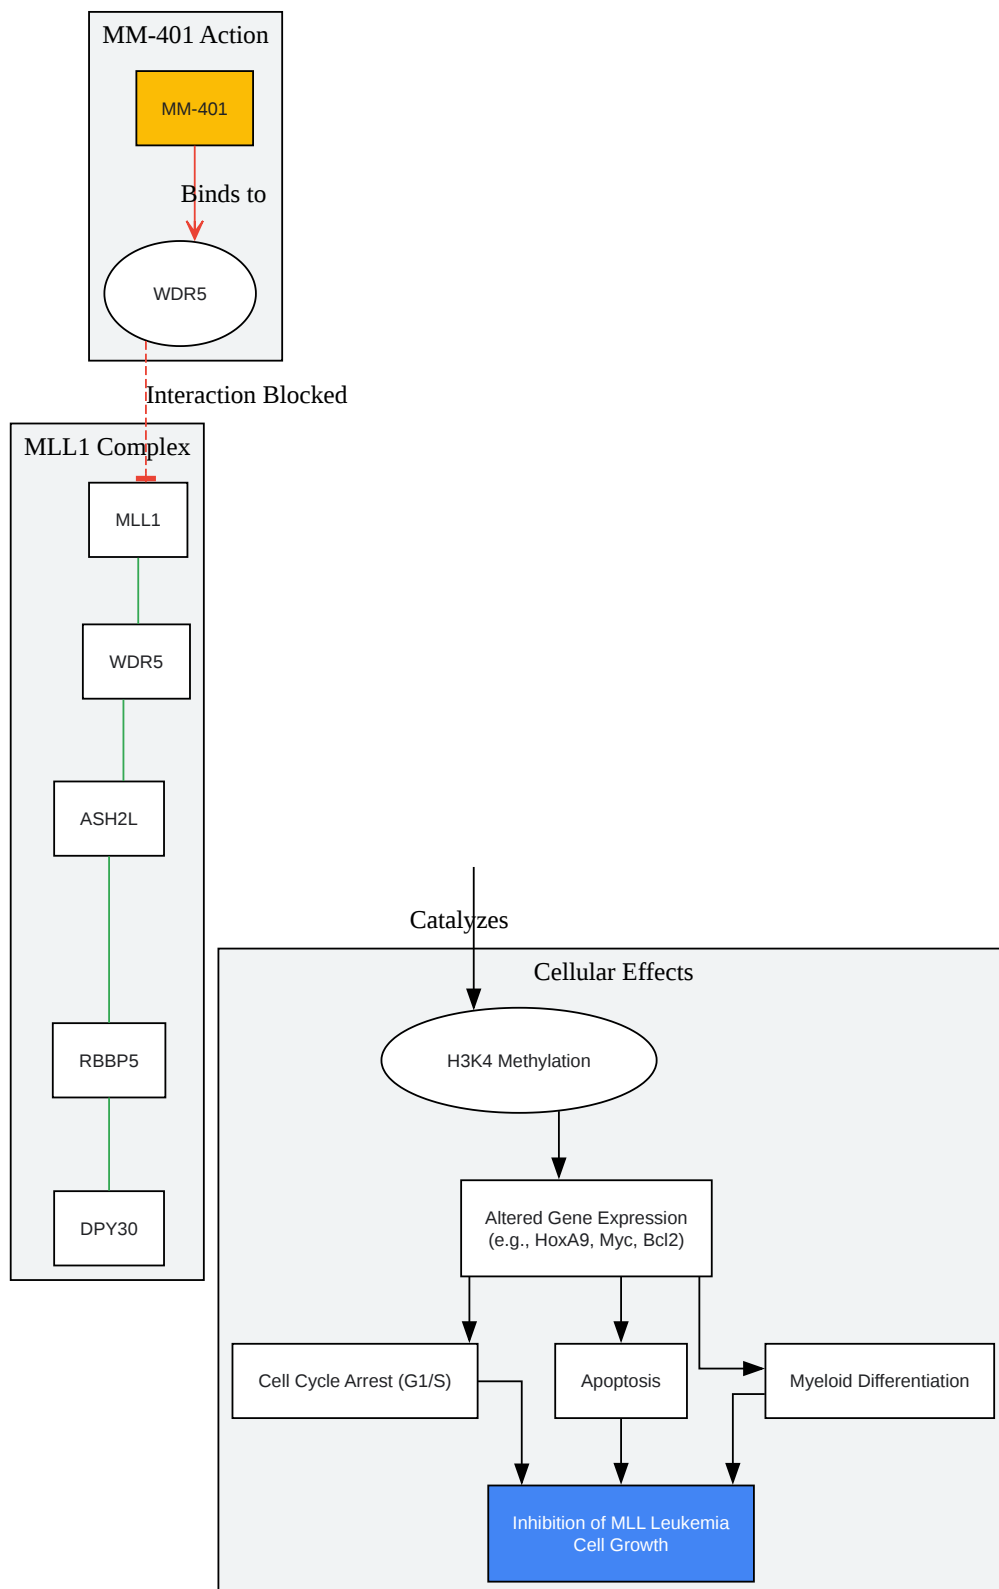 MM-401 Action
MM-401
Binds to
WDR5
Interaction Blocked
MLL1 Complex
MLL1
WDR5
ASH2L
RBBP5
DPY30
Catalyzes
Cellular Effects
H3K4 Methylation
Altered Gene Expression
(e.g., HoxA9, Myc, Bcl2)
Cell Cycle Arrest (G1/S)
Apoptosis
Myeloid Differentiation
Inhibition of MLL Leukemia
Cell Growth